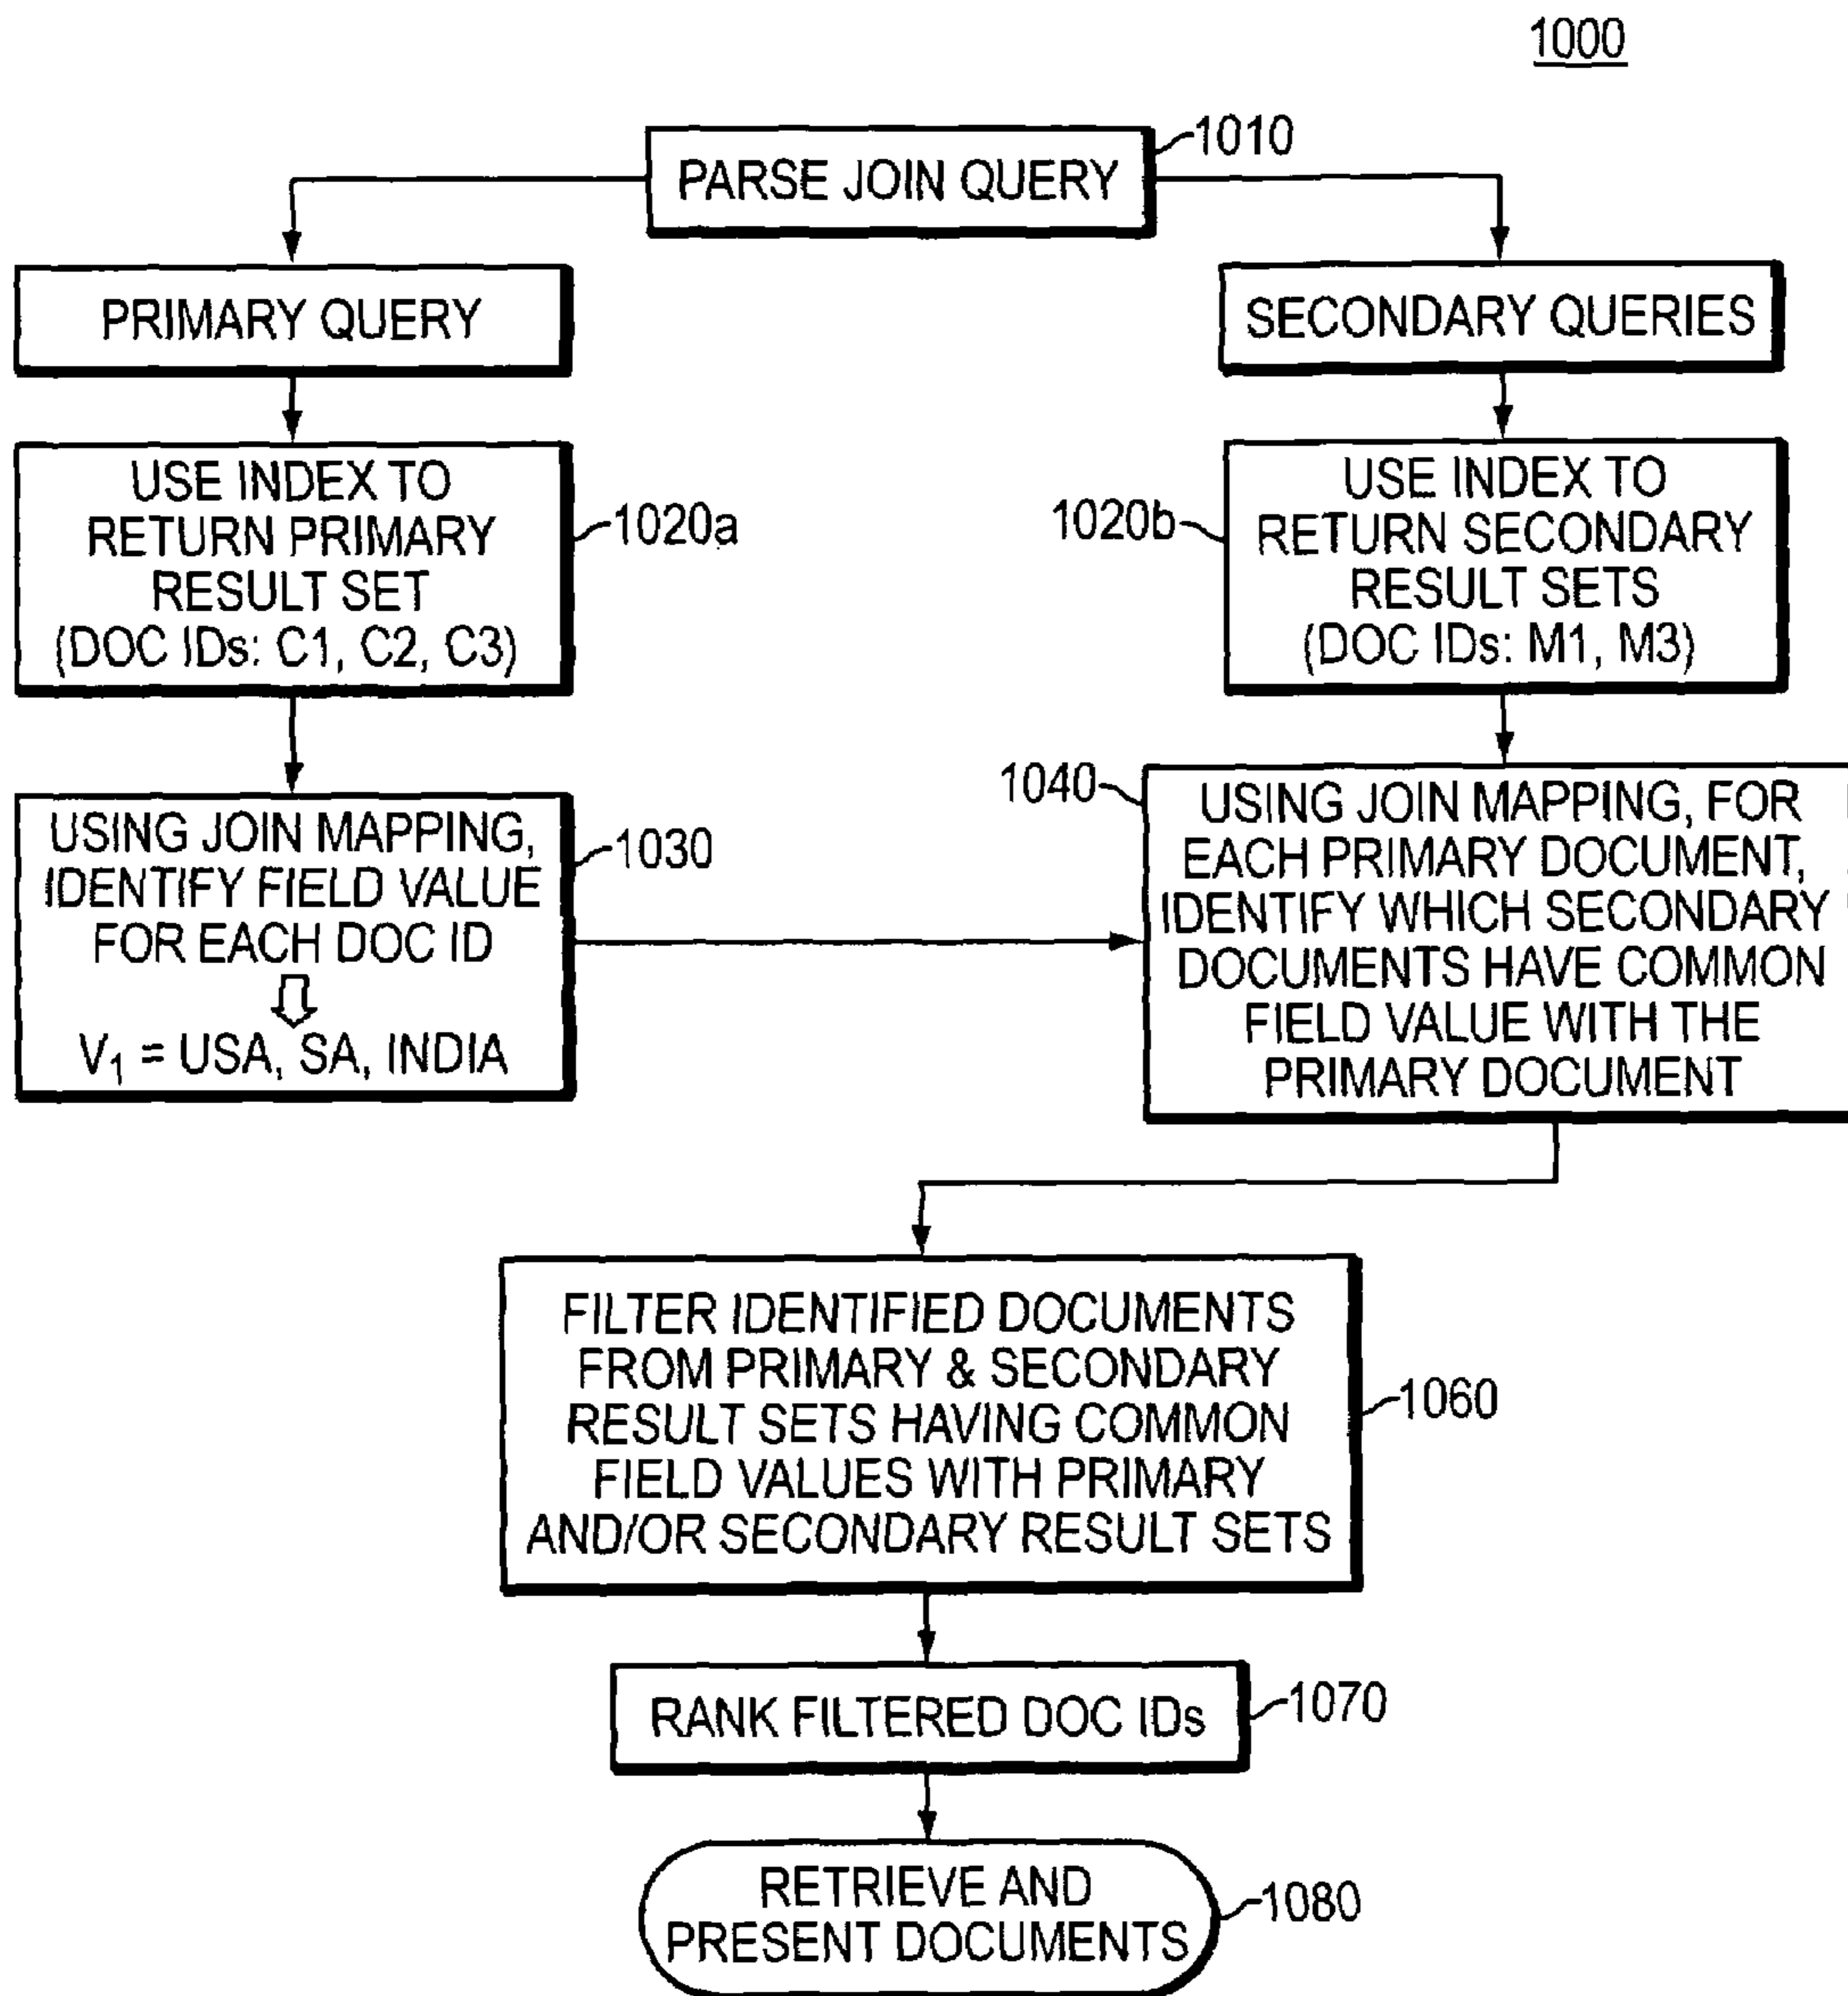 1000
PARSE JOIN QUERY
1010
PRIMARY QUERY
SECONDARY QUERIES
USE INDEX TO
RETURN PRIMARY
RESULT SET
(DOC IDs: C1, C2, C3)
1020a
1020b
USE INDEX TO
RETURN SECONDARY
RESULT SETS
(DOC IDs: M1, M3)
USING JOIN MAPPING,
IDENTIFY FIELD VALUE
FOR EACH DOC ID
V1 = USA, SA, INDIA
1030
1040
USING JOIN MAPPING, FOR
EACH PRIMARY DOCUMENT,
IDENTIFY WHICH SECONDARY
DOCUMENTS HAVE COMMON
FIELD VALUE WITH THE
PRIMARY DOCUMENT
FILTER IDENTIFIED DOCUMENTS
FROM PRIMARY & SECONDARY
RESULT SETS HAVING COMMON
FIELD VALUES WITH PRIMARY
AND/OR SECONDARY RESULT SETS
1060
RANK FILTERED DOC IDs
1070
RETRIEVE AND
PRESENT DOCUMENTS
1080